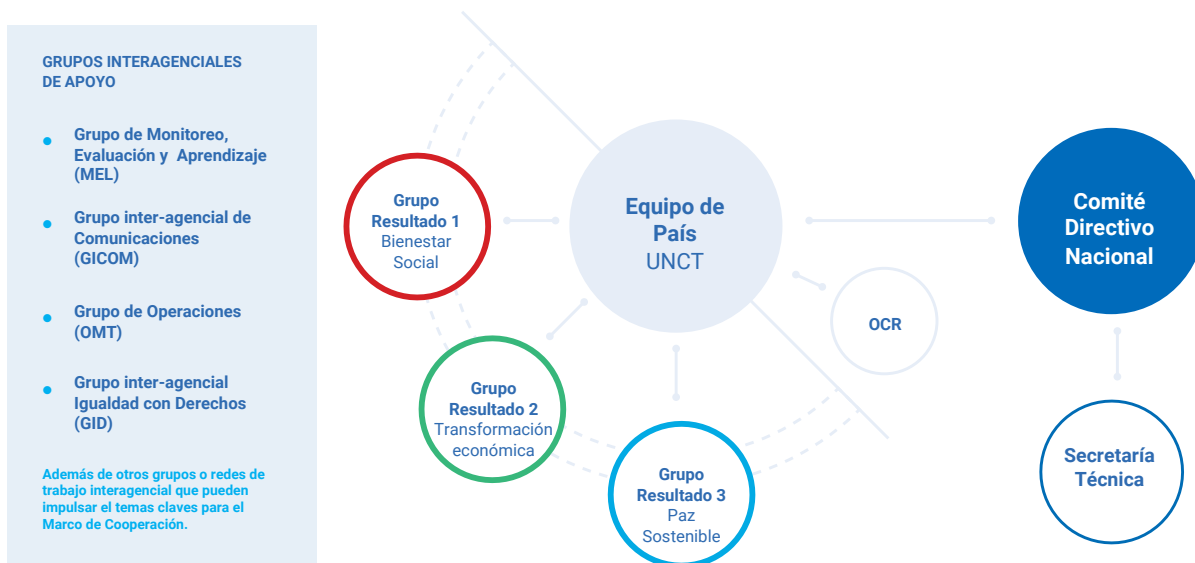 GRUPOS INTERAGENCIALES
DE APOYO
Grupo de Monitoreo,
Evaluación y Aprendizaje
(MEL)
Grupo inter-agencial de
Comunicaciones
(GICOM)
Grupo de Operaciones
(OMT)
Grupo inter-agencial
Igualdad con Derechos
(GID)
Además de otros grupos o redes de
trabajo interagencial que pueden
impulsar el temas claves para el
Marco de Cooperación.
Grupo
Resultado 1
Bienestar
Social
Grupo
Resultado 2
Transformación
económica
Grupo
Resultado 3
Paz
Sostenible
Equipo de
País
UNCT
OCR
Comité
Directivo
Nacional
Secretaría
Técnica